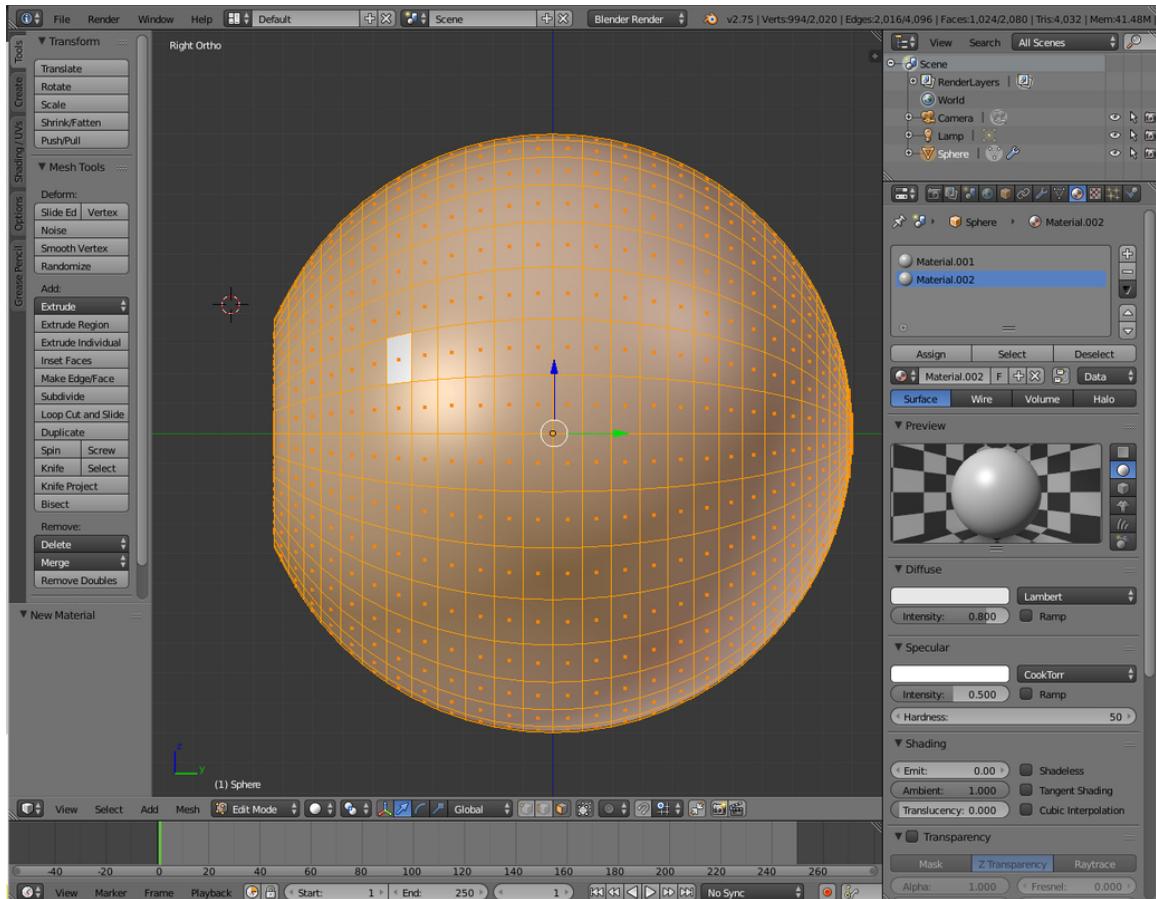 File Render Window Help Default Scene Blender Render v2.75 | Verts:994/2,020 | Edges:2,016/4,096 | Faces:1,024/2,080 | Tris:4,032 | Mem:41.48M
Tools
Create
Shading / UVs
Options
Grease Pencil
Transform
Translate
Rotate
Scale
Shrink/Fatten
Push/Pull
Mesh Tools
Deform:
Slide Ed Vertex
Noise
Smooth Vertex
Randomize
Add:
Extrude
Extrude Region
Extrude Individual
Inset Faces
Make Edge/Face
Subdivide
Loop Cut and Slide
Duplicate
Spin Screw
Knife Select
Knife Project
Bisect
Remove:
Delete
Merge
Remove Doubles
New Material
Right Ortho
z
y
(1) Sphere
View Select Add Mesh Edit Mode Global
-40 -20 0 20 40 60 80 100 120 140 160 180 200 220 240 260
View Marker Frame Playback Start: 1 End: 250 1 No Sync
View Search All Scenes
Scene
RenderLayers
World
Camera
Lamp
Sphere
Sphere Material.002
Material.001
Material.002
Assign Select Deselect
Material.002 F Data
Surface Wire Volume Halo
Preview
Diffuse
Lambert
Intensity: 0.800 Ramp
Specular
CookTorr
Intensity: 0.500 Ramp
Hardness: 50
Shading
Emit: 0.00 Shadeless
Ambient: 1.000 Tangent Shading
Translucency: 0.000 Cubic Interpolation
Transparency
Mask Z Transparency Raytrace
Alpha: 1.000 Fresnel: 0.000